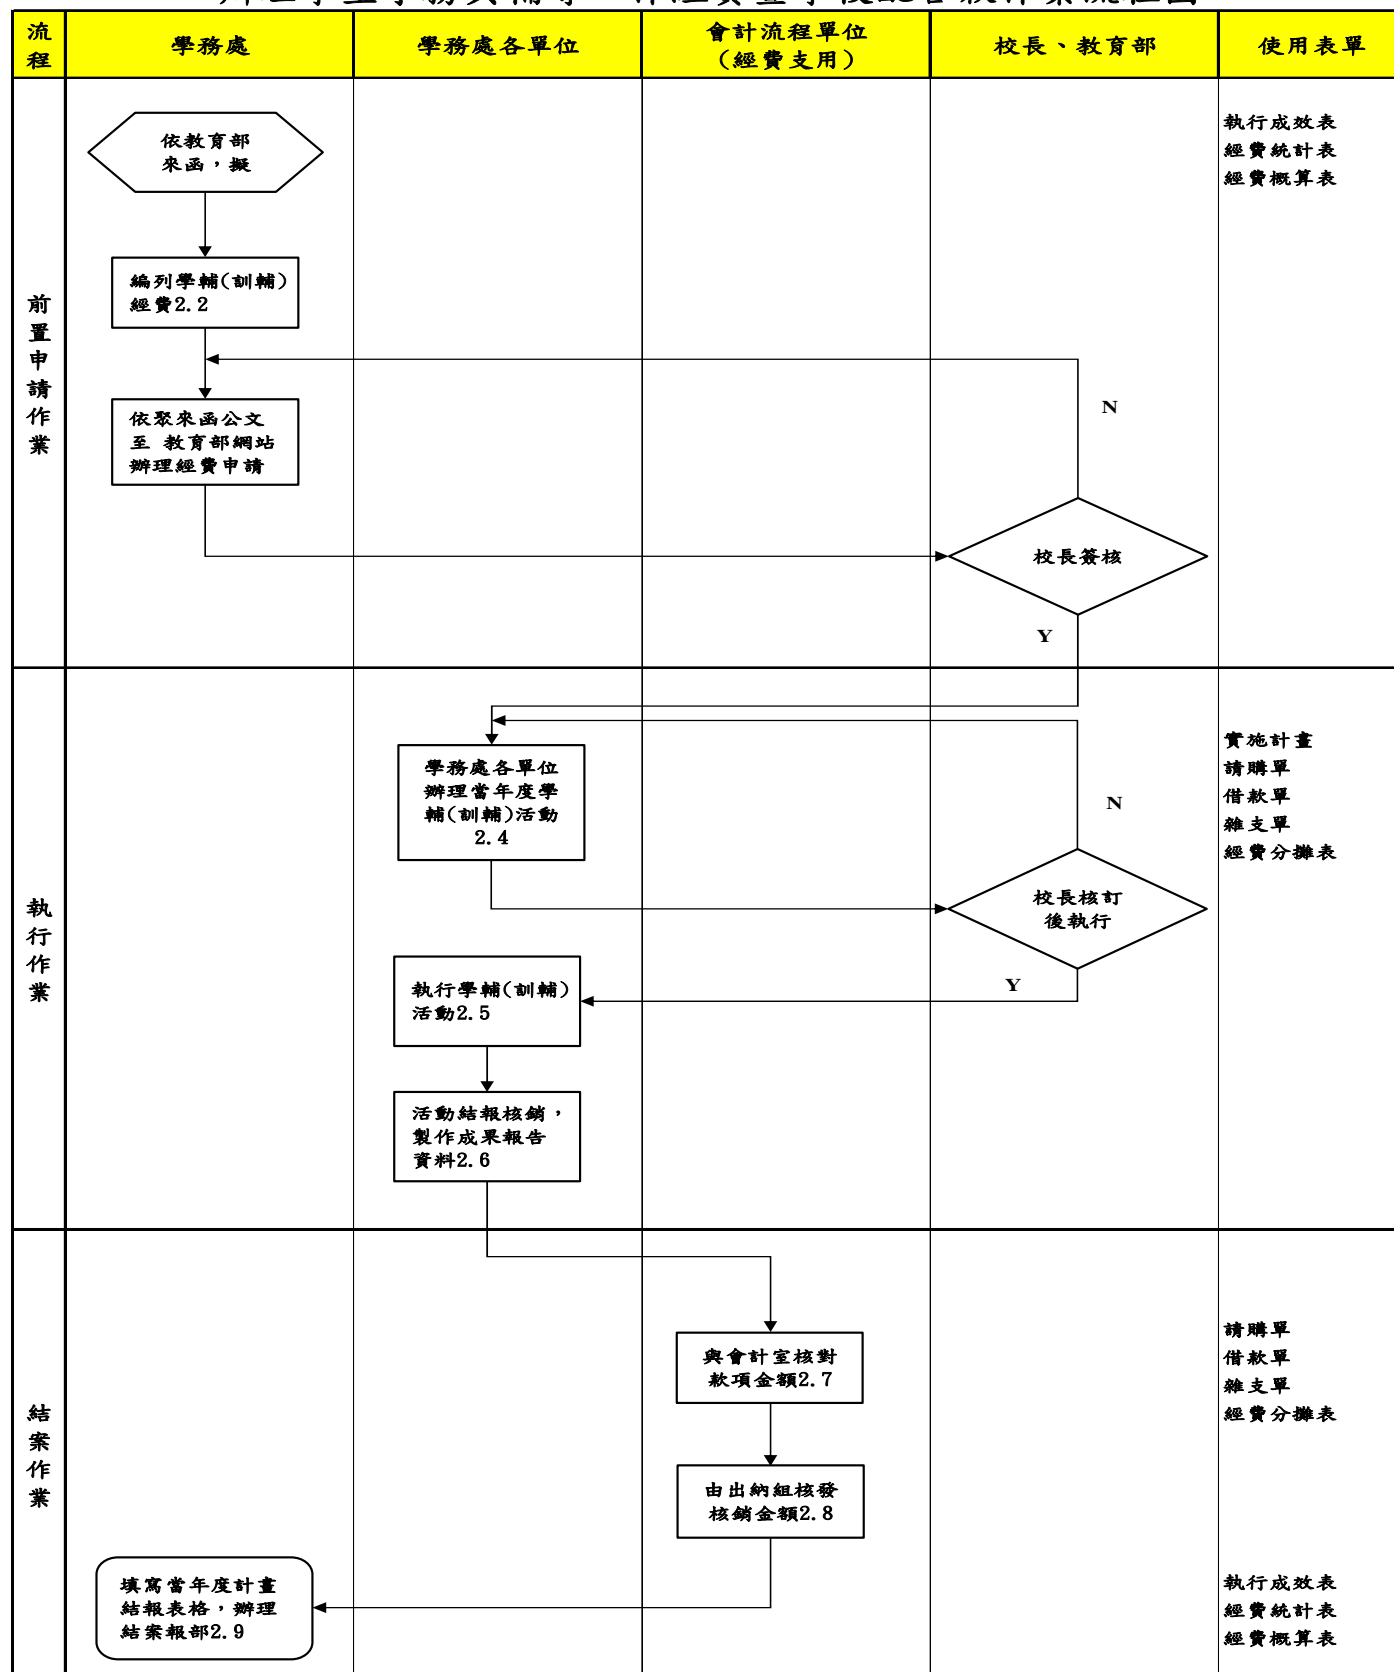 流程
學務處
學務處各單位
會計流程單位
(經費支用)
校長、教育部
使用表單
前置申請作業
依教育部
來函，擬
編列學輔(訓輔)
經費2.2
依聚來函公文
至 教育部網站
辦理經費申請
N
校長簽核
Y
執行成效表
經費統計表
經費概算表
執行作業
學務處各單位
辦理當年度學
輔(訓輔)活動
2.4
N
校長核訂
後執行
Y
執行學輔(訓輔)
活動2.5
活動結報核銷，
製作成果報告
資料2.6
實施計畫
請購單
借款單
雜支單
經費分攤表
結案作業
與會計室核對
款項金額2.7
由出納組核發
核銷金額2.8
填寫當年度計畫
結報表格，辦理
結案報部2.9
請購單
借款單
雜支單
經費分攤表
執行成效表
經費統計表
經費概算表